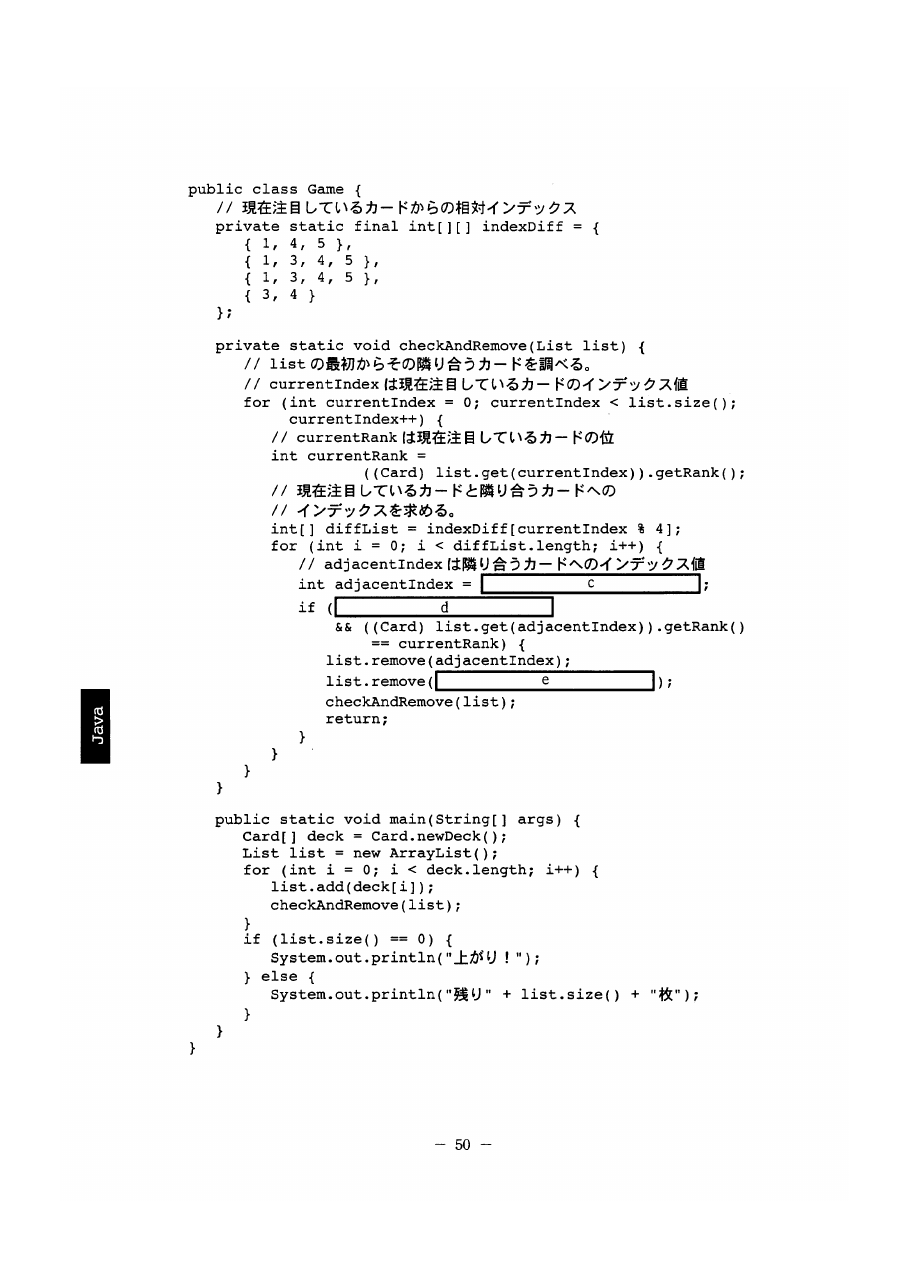 public class Game {
// 現在注目しているカードからの相対インデックス
private static final int[][] indexDiff = {
{ 1, 4, 5 },
{ 1, 3, 4, 5 },
{ 1, 3, 4, 5 },
{ 3, 4 }
};
private static void checkAndRemove(List list) {
// list の最初からその隣り合うカードを調べる。
// currentIndex は現在注目しているカードのインデックス値
for (int currentIndex = 0; currentIndex < list.size();
currentIndex++) {
// currentRank は現在注目しているカードの位
int currentRank =
((Card) list.get(currentIndex)).getRank();
// 現在注目しているカードと隣り合うカードへの
// インデックスを求める。
int[] diffList = indexDiff[currentIndex % 4];
for (int i = 0; i < diffList.length; i++) {
// adjacentIndex は隣り合うカードへのインデックス値
int adjacentIndex = c ;
if ( d
&& ((Card) list.get(adjacentIndex)).getRank()
== currentRank) {
list.remove(adjacentIndex);
list.remove( e );
checkAndRemove(list);
return;
}
}
}
}
public static void main(String[] args) {
Card[] deck = Card.newDeck();
List list = new ArrayList();
for (int i = 0; i < deck.length; i++) {
list.add(deck[i]);
checkAndRemove(list);
}
if (list.size() == 0) {
System.out.println("上がり！");
} else {
System.out.println("残り" + list.size() + "枚");
}
}
}
Java
— 50 —